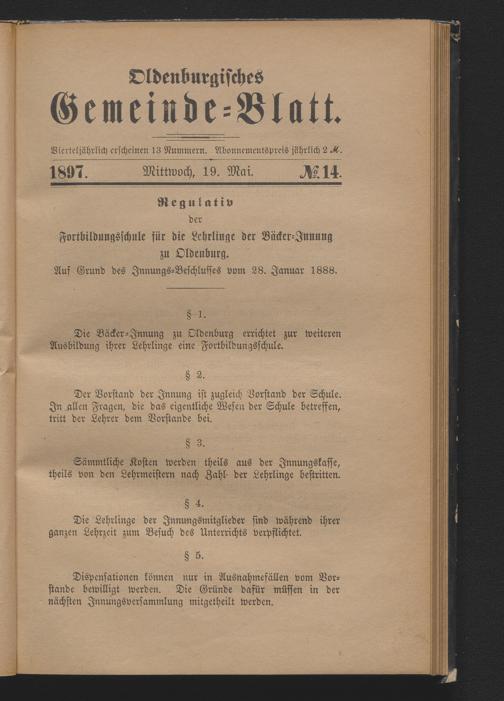 Oldenburgisches
Gemeinde=Blatt.
Vierteljährlich erscheinen 13 Nummern. Abonnementspreis jährlich 2 ℳ.
1897. Mittwoch, 19. Mai. № 14.
Regulativ
der
Fortbildungsschule für die Lehrlinge der Bäcker=Innung
zu Oldenburg.
Auf Grund des Innungs=Beschlusses vom 28. Januar 1888.
§ 1.
Die Bäcker=Innung zu Oldenburg errichtet zur weiteren
Ausbildung ihrer Lehrlinge eine Fortbildungsschule.
§ 2.
Der Vorstand der Innung ist zugleich Vorstand der Schule.
In allen Fragen, die das eigentliche Wesen der Schule betreffen,
tritt der Lehrer dem Vorstande bei.
§ 3.
Sämmtliche Kosten werden theils aus der Innungskasse,
theils von den Lehrmeistern nach Zahl der Lehrlinge bestritten.
§ 4.
Die Lehrlinge der Innungsmitglieder sind während ihrer
ganzen Lehrzeit zum Besuch des Unterrichts verpflichtet.
§ 5.
Dispensationen können nur in Ausnahmefällen vom Vor=
stande bewilligt werden. Die Gründe dafür müssen in der
nächsten Innungsversammlung mitgetheilt werden.